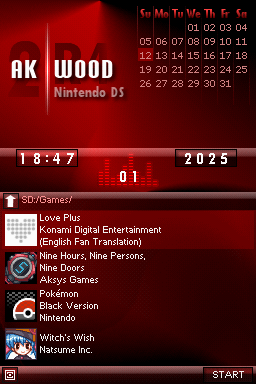 Su Mo Tu We Th Fr Sa
01 02 03 04
05 06 07 08 09 10 11
12 13 14 15 16 17 18
19 20 21 22 23 24 25
26 27 28 29 30 31
AK WOOD
Nintendo DS
18:47
2025
01
SD:/Games/
Love Plus
Konami Digital Entertainment
(English Fan Translation)
Nine Hours, Nine Persons,
Nine Doors
Aksys Games
Pokémon
Black Version
Nintendo
Witch's Wish
Natsume Inc.
START